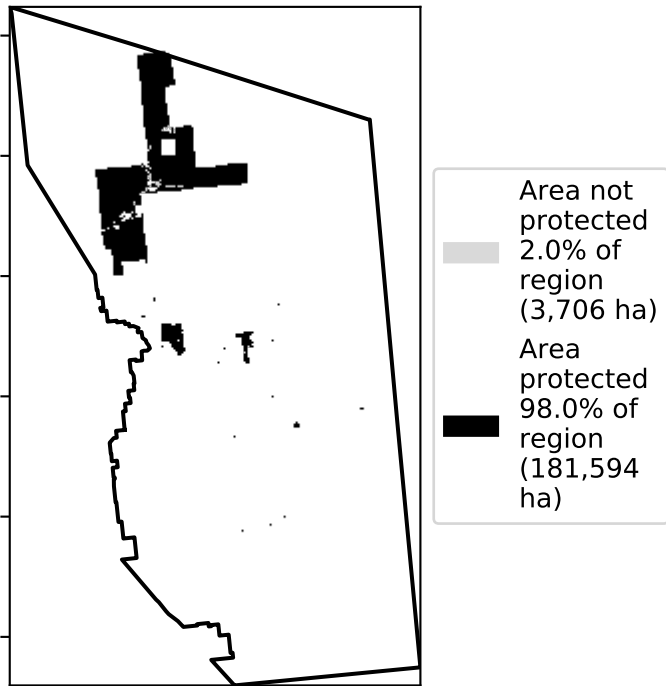 Area not
protected
2.0% of
region
(3,706 ha)
Area
protected
98.0% of
region
(181,594
ha)